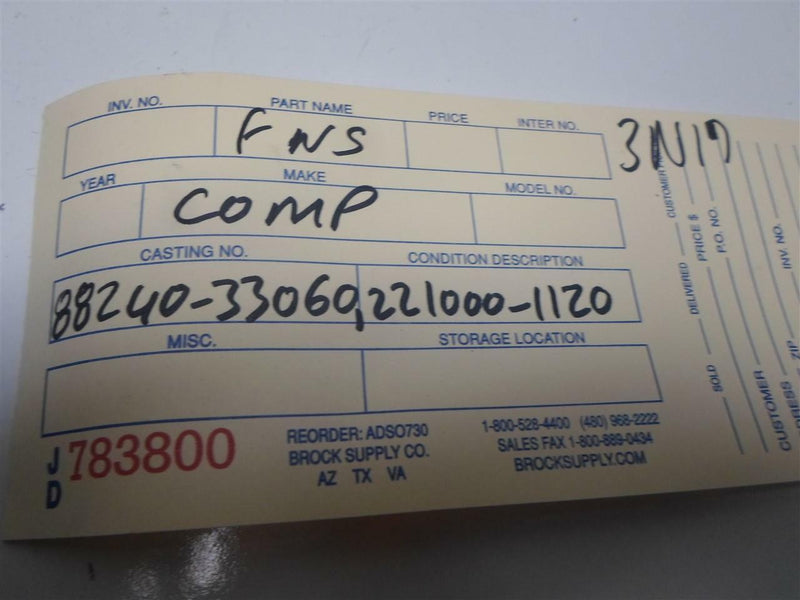 INV. NO. PART NAME PRICE INTER NO.
FNS
3N17
YEAR MAKE MODEL NO.
COMP
CASTING NO. CONDITION DESCRIPTION
88240-33060,221000-1120
MISC. STORAGE LOCATION
JD 783800
REORDER: ADSO730
BROCK SUPPLY CO.
AZ TX VA
1-800-528-4400 (480) 968-2222
SALES FAX 1-800-889-0434
BROCKSUPPLY.COM
SOLD DELIVERED CUSTOMER
PRICE $
P.O. NO.
CUSTOMER
INV. NO.
ZIP